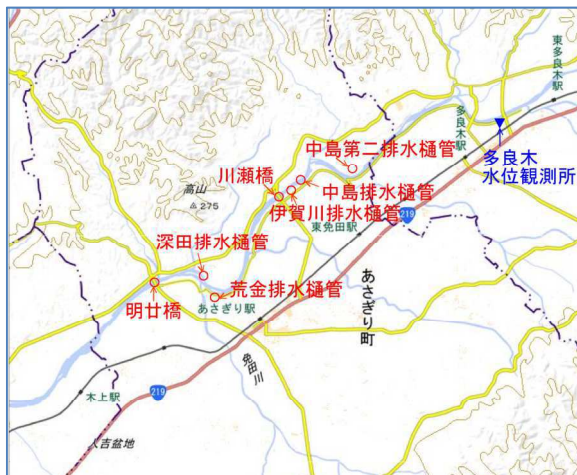 東多良木駅
多良木駅
中島第二排水樋管
多良木
水位観測所
川瀬橋
中島排水樋管
高山
△275
伊賀川排水樋管
219
東免田駅
深田排水樋管
あさぎり町
荒金排水樋管
明廿橋
あさぎり駅
免田川
219
木上駅
人吉盆地